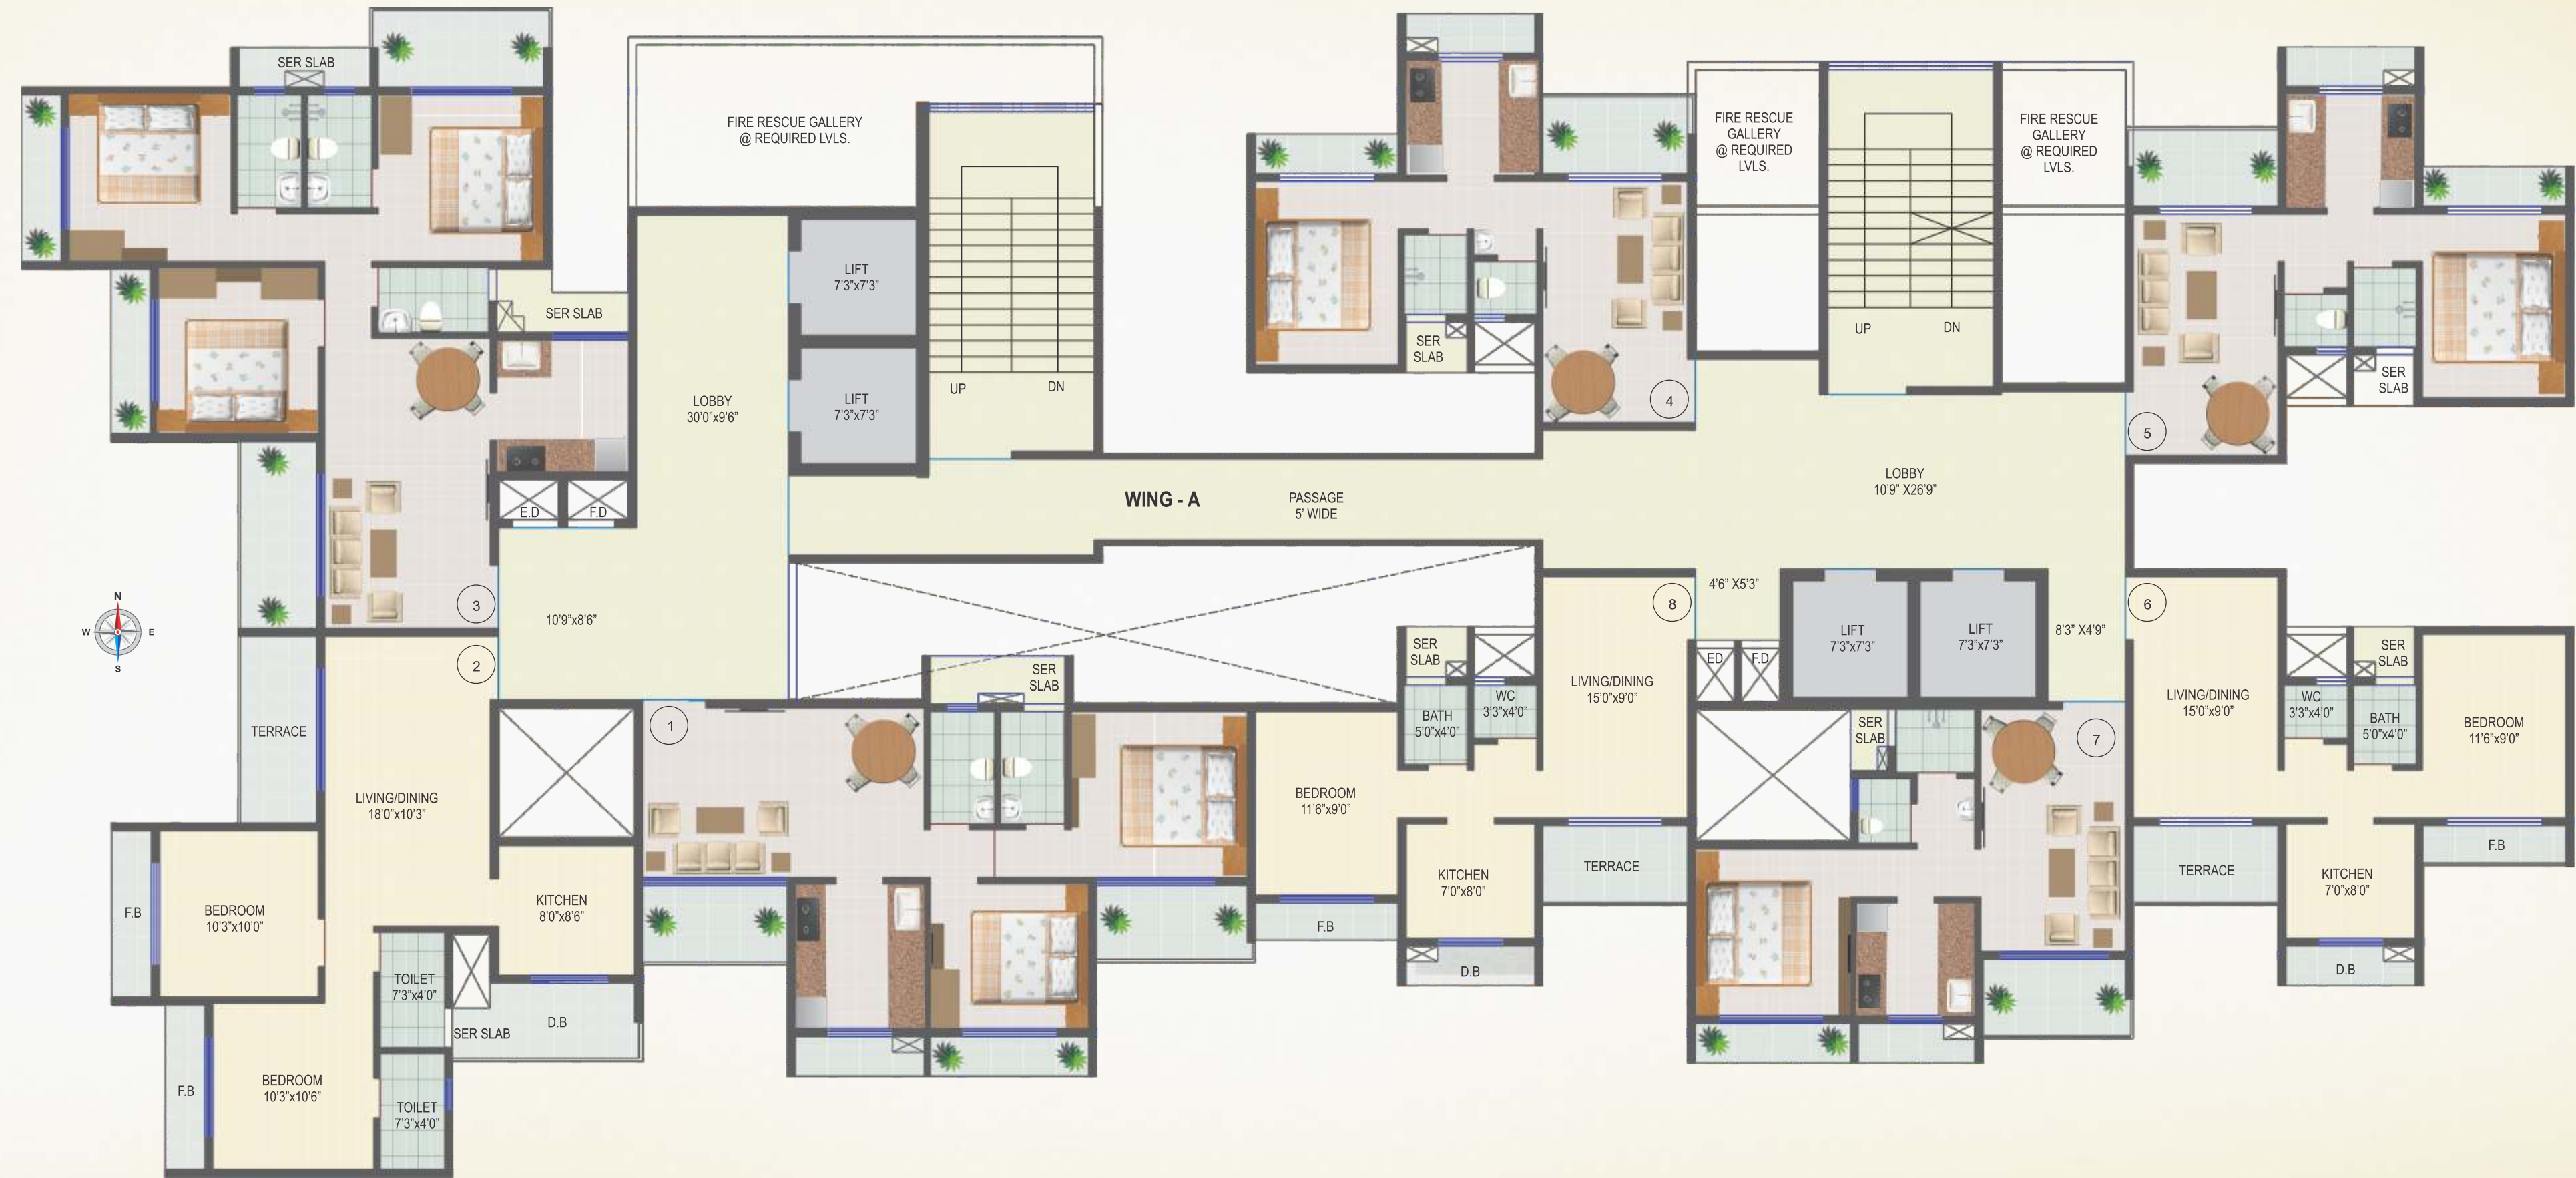 SER SLAB
FIRE RESCUE GALLERY
@ REQUIRED LVLS.
FIRE RESCUE
GALLERY
@ REQUIRED
LVLS.
FIRE RESCUE
GALLERY
@ REQUIRED
LVLS.
LIFT
7'3"x7'3"
SER SLAB
UP
DN
SER
SLAB
UP
DN
SER
SLAB
LOBBY
30'0"x9'6"
LIFT
7'3"x7'3"
4
5
E.D
F.D
WING - A
PASSAGE
5' WIDE
LOBBY
10'9" X26'9"
N
W
E
S
3
10'9"x8'6"
8
4'6" X5'3"
6
LIFT
7'3"x7'3"
LIFT
7'3"x7'3"
8'3" X4'9"
2
SER
SLAB
SER
SLAB
ED
F.D
SER
SLAB
TERRACE
1
BATH
5'0"x4'0"
WC
3'3"x4'0"
LIVING/DINING
15'0"x9'0"
SER
SLAB
7
LIVING/DINING
15'0"x9'0"
WC
3'3"x4'0"
BATH
5'0"x4'0"
BEDROOM
11'6"x9'0"
LIVING/DINING
18'0"x10'3"
BEDROOM
11'6"x9'0"
F.B
BEDROOM
10'3"x10'0"
KITCHEN
8'0"x8'6"
KITCHEN
7'0"x8'0"
TERRACE
TERRACE
KITCHEN
7'0"x8'0"
F.B
F.B
TOILET
7'3"x4'0"
SER SLAB
D.B
D.B
D.B
F.B
BEDROOM
10'3"x10'6"
TOILET
7'3"x4'0"